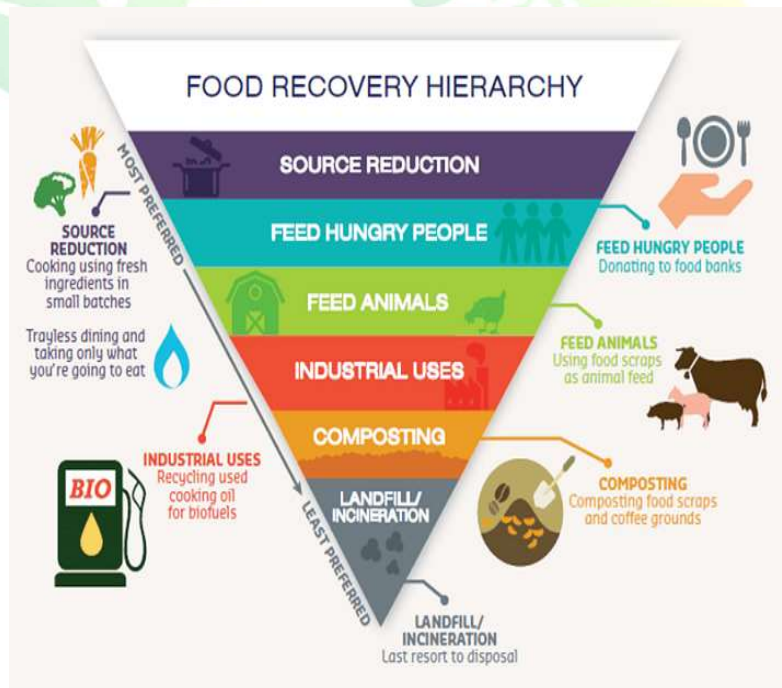 FOOD RECOVERY HIERARCHY
MOST PREFERRED
SOURCE REDUCTION
FEED HUNGRY PEOPLE
FEED ANIMALS
INDUSTRIAL USES
COMPOSTING
LANDFILL/
INCINERATION
LEAST PREFERRED
SOURCE
REDUCTION
Cooking using fresh
ingredients in
small batches
Trayless dining and
taking only what
you're going to eat
FEED HUNGRY PEOPLE
Donating to food banks
FEED ANIMALS
Using food scraps
as animal feed
INDUSTRIAL USES
Recycling used
cooking oil
for biofuels
BIO
COMPOSTING
Composting food scraps
and coffee grounds
LANDFILL/
INCINERATION
Last resort to disposal